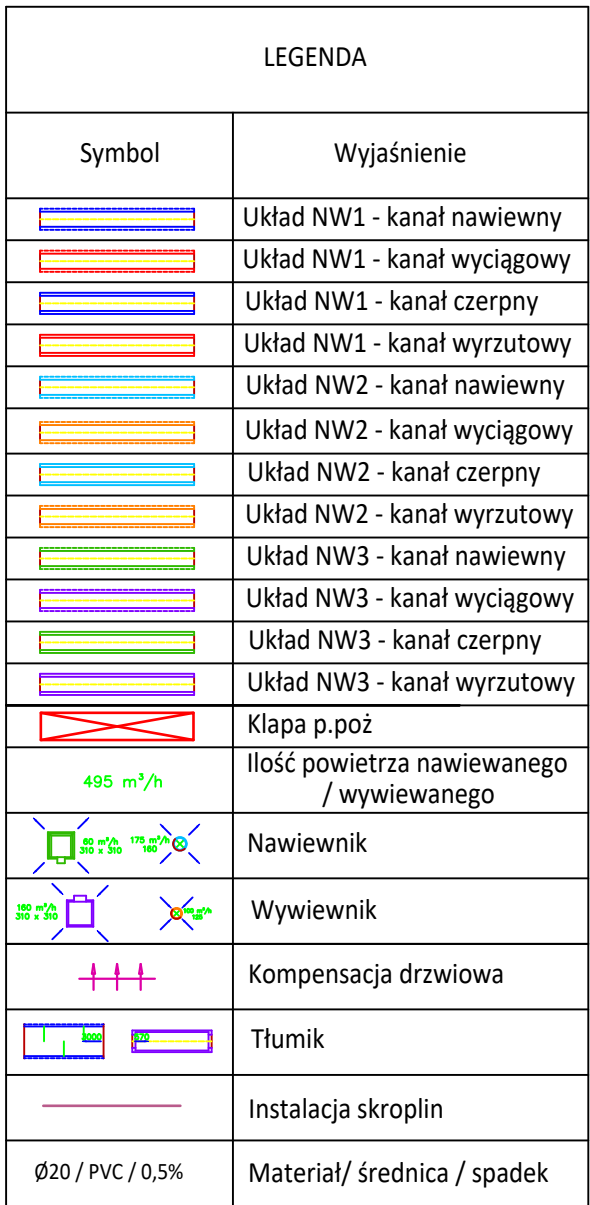 LEGENDA
Symbol
Wyjaśnienie
Układ NW1 - kanał nawiewny
Układ NW1 - kanał wyciągowy
Układ NW1 - kanał czerpny
Układ NW1 - kanał wyrzutowy
Układ NW2 - kanał nawiewny
Układ NW2 - kanał wyciągowy
Układ NW2 - kanał czerpny
Układ NW2 - kanał wyrzutowy
Układ NW3 - kanał nawiewny
Układ NW3 - kanał wyciągowy
Układ NW3 - kanał czerpny
Układ NW3 - kanał wyrzutowy
Klapa p.poż
495 m³/h
Ilość powietrza nawiewanego
/ wywiewanego
60 m³/h
310 x 310
175 m³/h
160
Nawiewnik
160 m³/h
310 x 310
Wywiewnik
Kompensacja drzwiowa
Tłumik
Instalacja skroplin
Ø20 / PVC / 0,5%
Materiał/ średnica / spadek